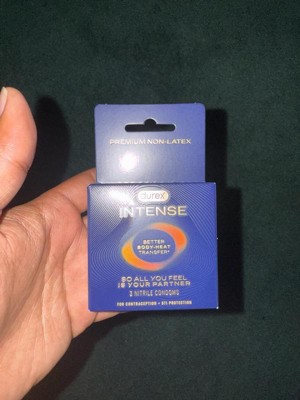 PREMIUM NON-LATEX
durex
INTENSE
BETTER
BODY-HEAT
TRANSFER*
SO ALL YOU FEEL
IS YOUR PARTNER
3 NITRILE CONDOMS
FOR CONTRACEPTION + STI PROTECTION